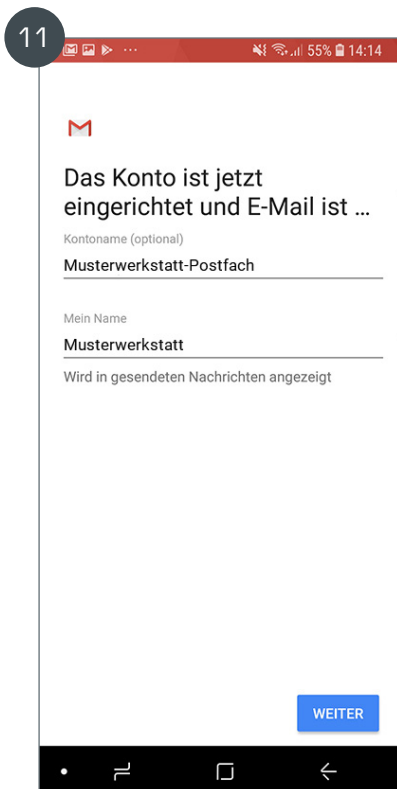 11
55% 14:14
Das Konto ist jetzt
eingerichtet und E-Mail ist ...
Kontoname (optional)
Musterwerkstatt-Postfach
Mein Name
Musterwerkstatt
Wird in gesendeten Nachrichten angezeigt
WEITER